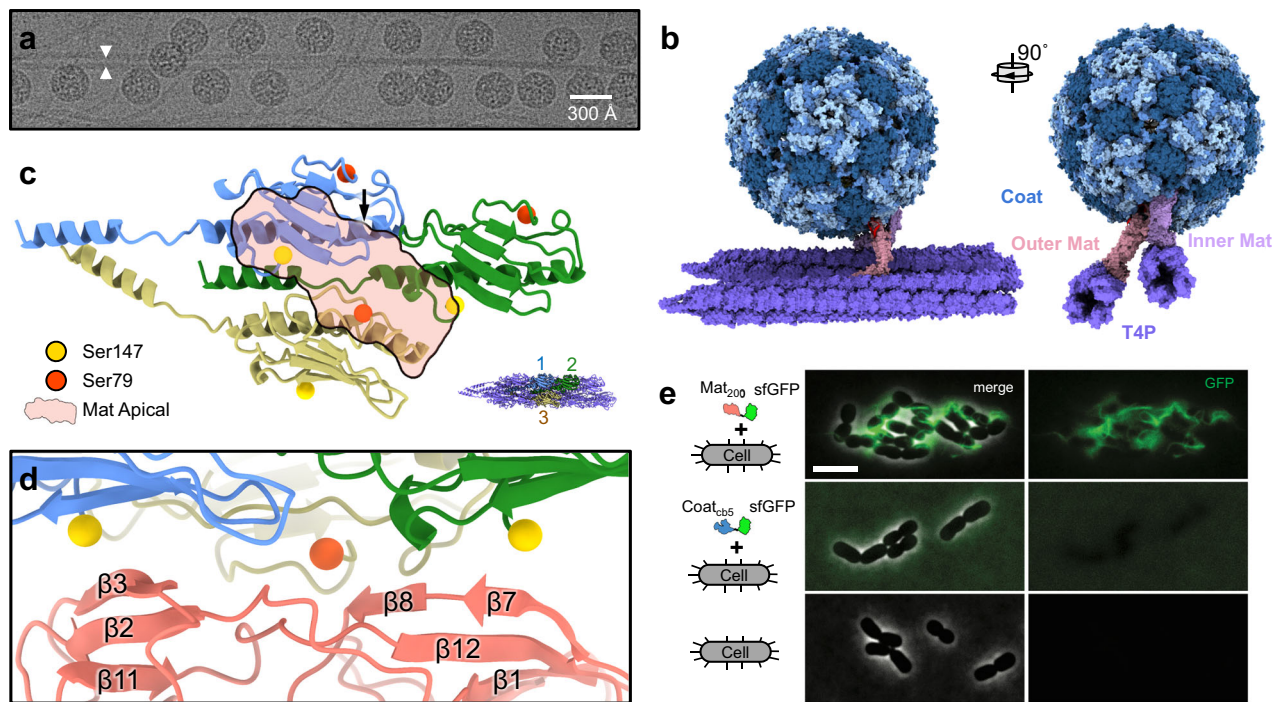 a
300 Å
b
90°
Coat
Outer Mat
Inner Mat
T4P
c
Ser147
Ser79
Mat Apical
1 2
3
d
β3
β2
β11
β8
β7
β12
β1
e
Mat200 sfGFP
+
Cell
merge
GFP
Coatcb5 sfGFP
+
Cell
Cell